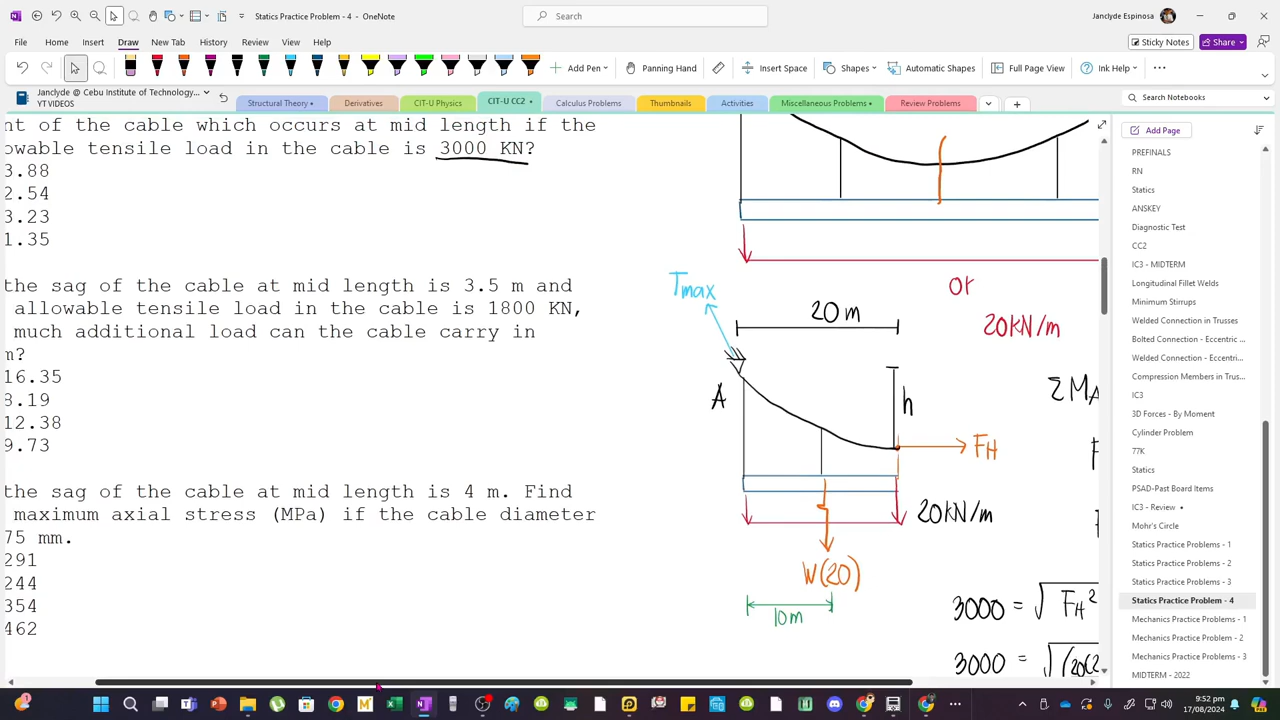 Statics Practice Problem - 4 - OneNote
Search
Janclyde Espinosa
File Home Insert Draw New Tab History Review View Help
Sticky Notes
Share
Add Pen
Panning Hand
Insert Space
Shapes
Automatic Shapes
Full Page View
Ink Help
Janclyde @ Cebu Institute of Technology...
YT VIDEOS
Structural Theory
Derivatives
CIT-U Physics
CIT-U CC2
Calculus Problems
Thumbnails
Activities
Miscellaneous Problems
Review Problems
Search Notebooks
nt of the cable which occurs at mid length if the
owable tensile load in the cable is 3000 KN?
3.88
2.54
3.23
1.35
the sag of the cable at mid length is 3.5 m and
allowable tensile load in the cable is 1800 KN,
much additional load can the cable carry in
m?
16.35
8.19
12.38
9.73
the sag of the cable at mid length is 4 m. Find
maximum axial stress (MPa) if the cable diameter
75 mm.
291
244
354
462
or
20KN/m
Tmax
20m
A
h
FH
ΣMA
20KN/m
W(20)
10m
3000 = √FH²
3000 = √(20(2
Add Page
PREFINALS
RN
Statics
ANSKEY
Diagnostic Test
CC2
IC3 - MIDTERM
Longitudinal Fillet Welds
Minimum Stirrups
Welded Connection in Trusses
Bolted Connection - Eccentric ...
Welded Connection - Eccentri...
Compression Members in Trus...
IC3
3D Forces - By Moment
Cylinder Problem
77K
Statics
PSAD-Past Board Items
IC3 - Review
Mohr's Circle
Statics Practice Problems - 1
Statics Practice Problems - 2
Statics Practice Problems - 3
Statics Practice Problem - 4
Mechanics Practice Problems - 1
Mechanics Practice Problem - 2
Mechanics Practice Problem - 3
MIDTERM - 2022
9:52 pm
17/08/2024